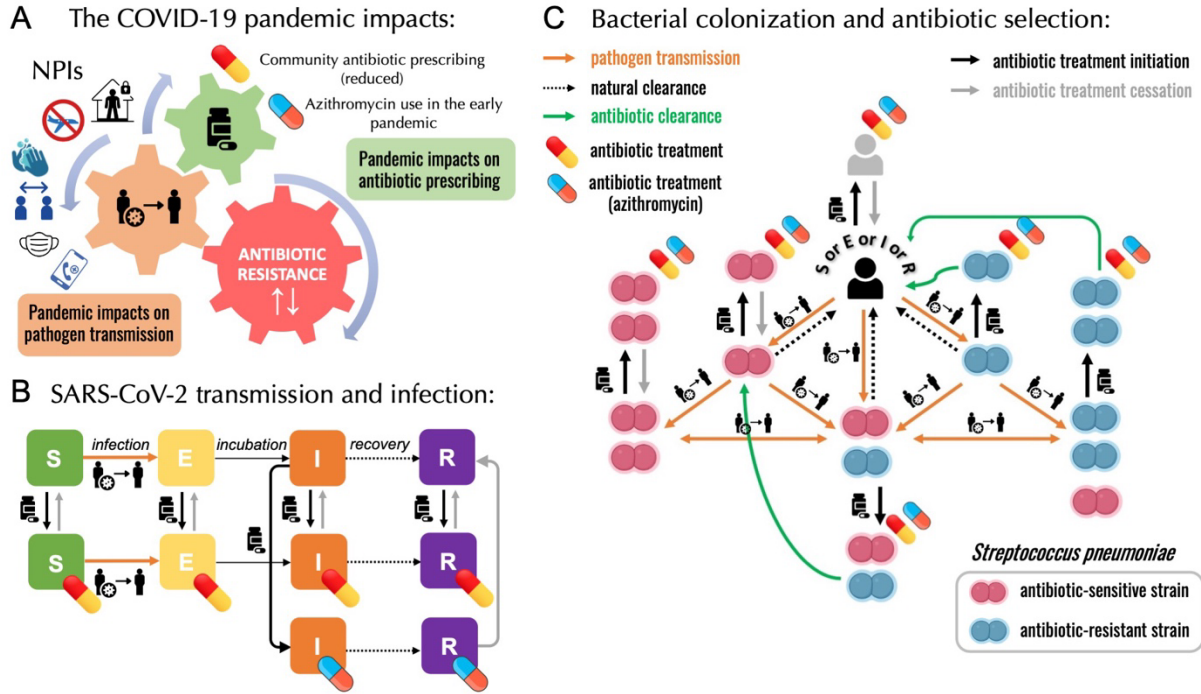 A The COVID-19 pandemic impacts:
NPIs
Community antibiotic prescribing
(reduced)
Azithromycin use in the early
pandemic
Pandemic impacts on
antibiotic prescribing
ANTIBIOTIC
RESISTANCE
↑↓
Pandemic impacts on
pathogen transmission
B SARS-CoV-2 transmission and infection:
S infection E incubation I recovery R
S E I R
I R
C Bacterial colonization and antibiotic selection:
pathogen transmission
natural clearance
antibiotic clearance
antibiotic treatment
antibiotic treatment
(azithromycin)
antibiotic treatment initiation
antibiotic treatment cessation
S or E or I or R
Streptococcus pneumoniae
antibiotic-sensitive strain
antibiotic-resistant strain